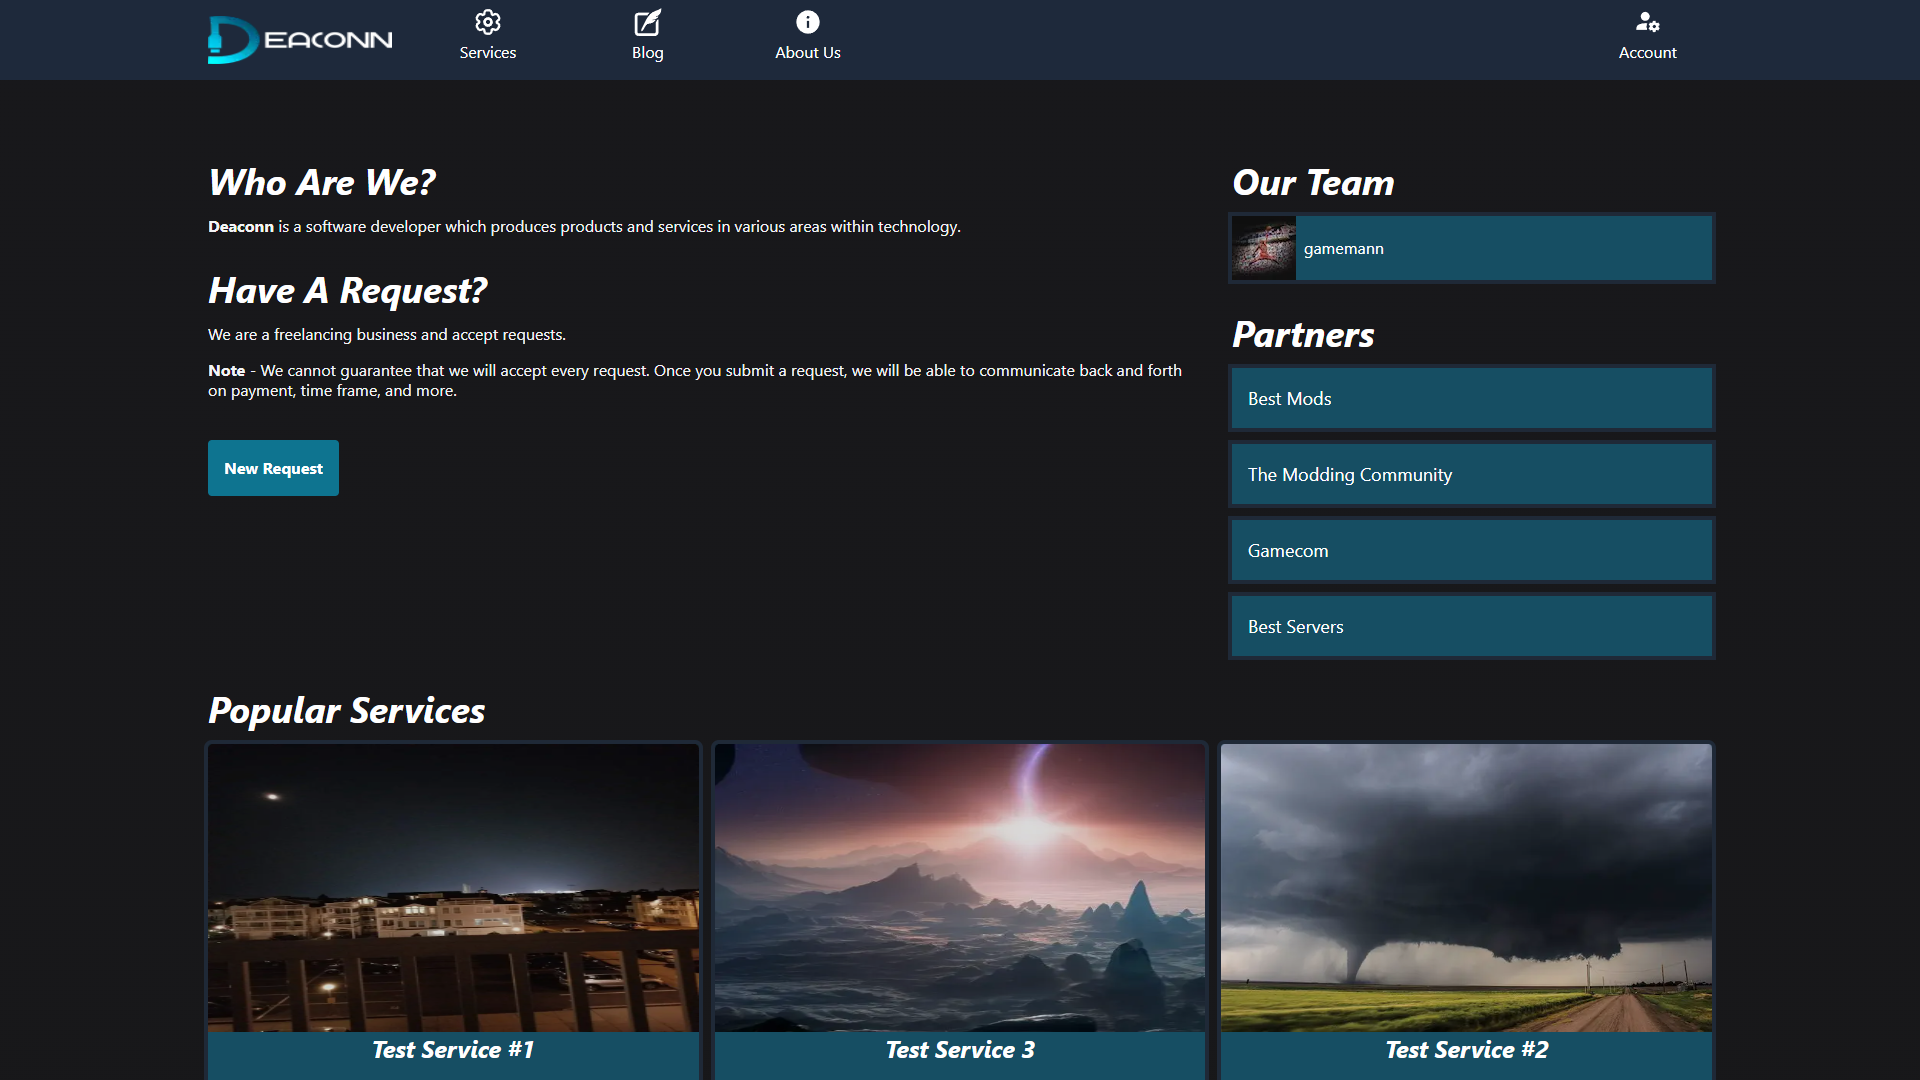 DEACONN
Services
Blog
About Us
Account
Who Are We?
Deaconn is a software developer which produces products and services in various areas within technology.
Have A Request?
We are a freelancing business and accept requests.
Note - We cannot guarantee that we will accept every request. Once you submit a request, we will be able to communicate back and forth
on payment, time frame, and more.
New Request
Our Team
gamemann
Partners
Best Mods
The Modding Community
Gamecom
Best Servers
Popular Services
Test Service #1
Test Service 3
Test Service #2